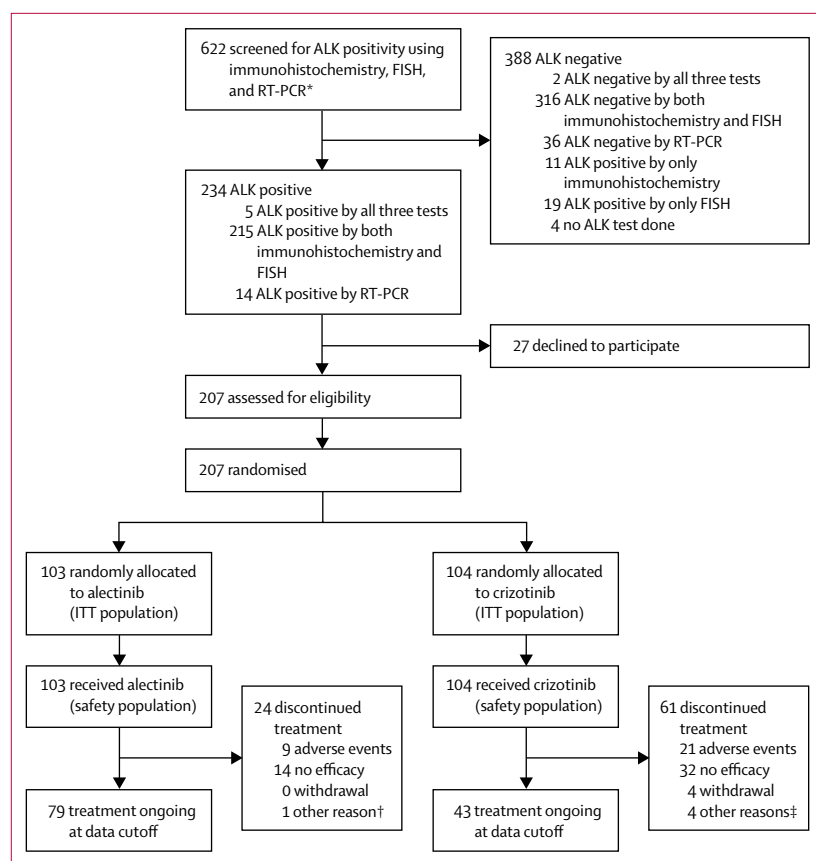 622 screened for ALK positivity using
immunohistochemistry, FISH,
and RT-PCR*
388 ALK negative
2 ALK negative by all three tests
316 ALK negative by both
immunohistochemistry and FISH
36 ALK negative by RT-PCR
11 ALK positive by only
immunohistochemistry
19 ALK positive by only FISH
4 no ALK test done
234 ALK positive
5 ALK positive by all three tests
215 ALK positive by both
immunohistochemistry and
FISH
14 ALK positive by RT-PCR
27 declined to participate
207 assessed for eligibility
207 randomised
103 randomly allocated
to alectinib
(ITT population)
104 randomly allocated
to crizotinib
(ITT population)
103 received alectinib
(safety population)
24 discontinued
treatment
9 adverse events
14 no efficacy
0 withdrawal
1 other reason†
104 received crizotinib
(safety population)
61 discontinued
treatment
21 adverse events
32 no efficacy
4 withdrawal
4 other reasons‡
79 treatment ongoing
at data cutoff
43 treatment ongoing
at data cutoff